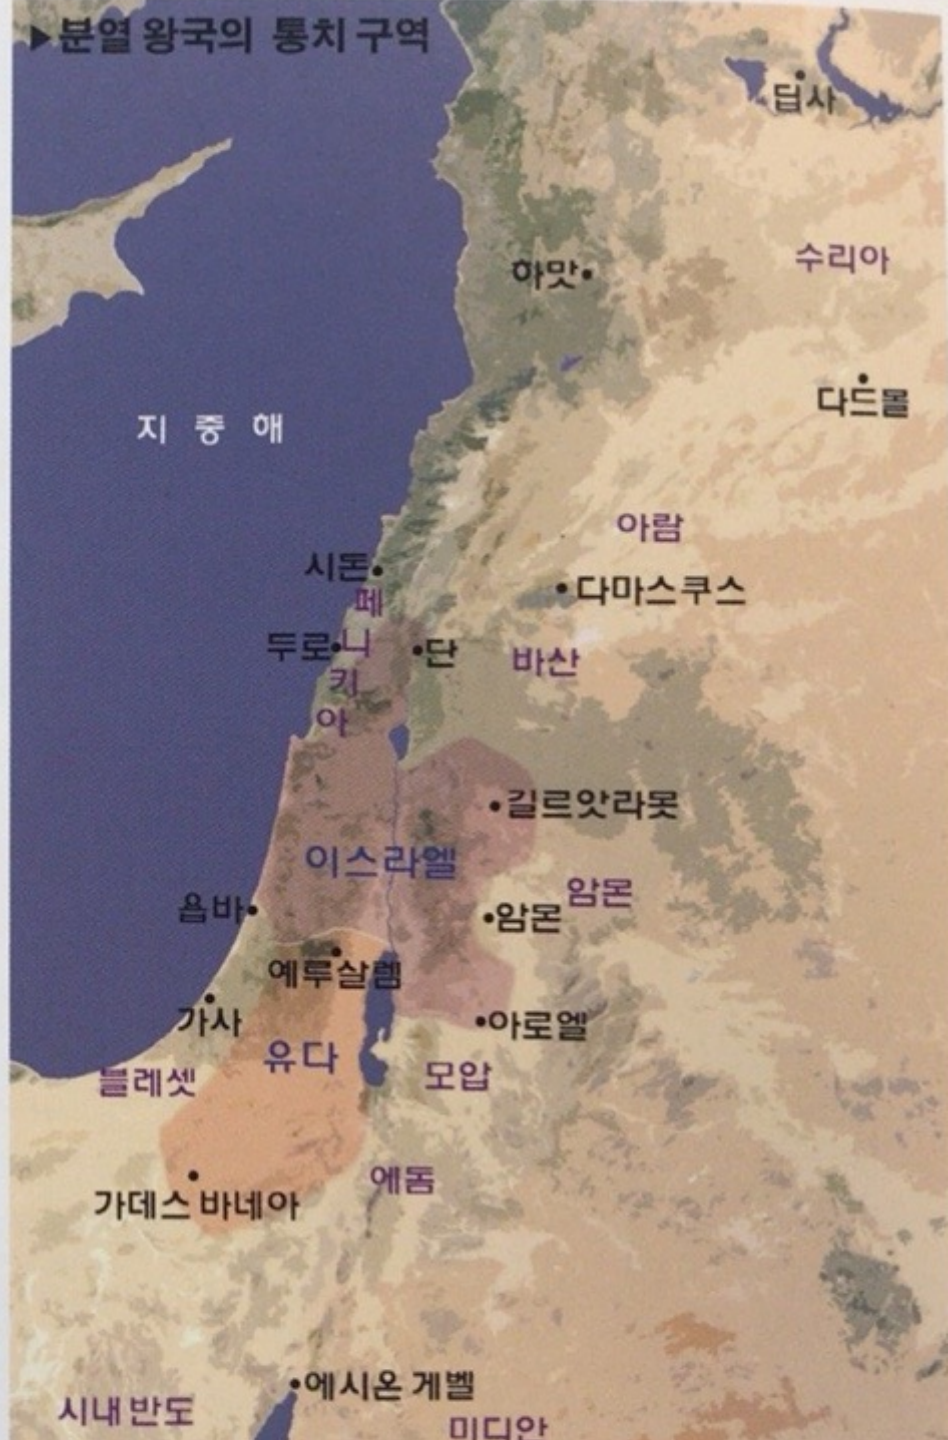 ▶분열 왕국의 통치 구역
딥사
수리아
하맛
다드몰
지 중 해
아람
시돈
다마스쿠스
페
니
키
아
두로
단
바산
길르앗라못
이스라엘
암몬
욥바
암몬
예루살렘
가사
아로엘
유다
블레셋
모압
에돔
가데스 바네아
에시온 게벨
시내 반도
미디안